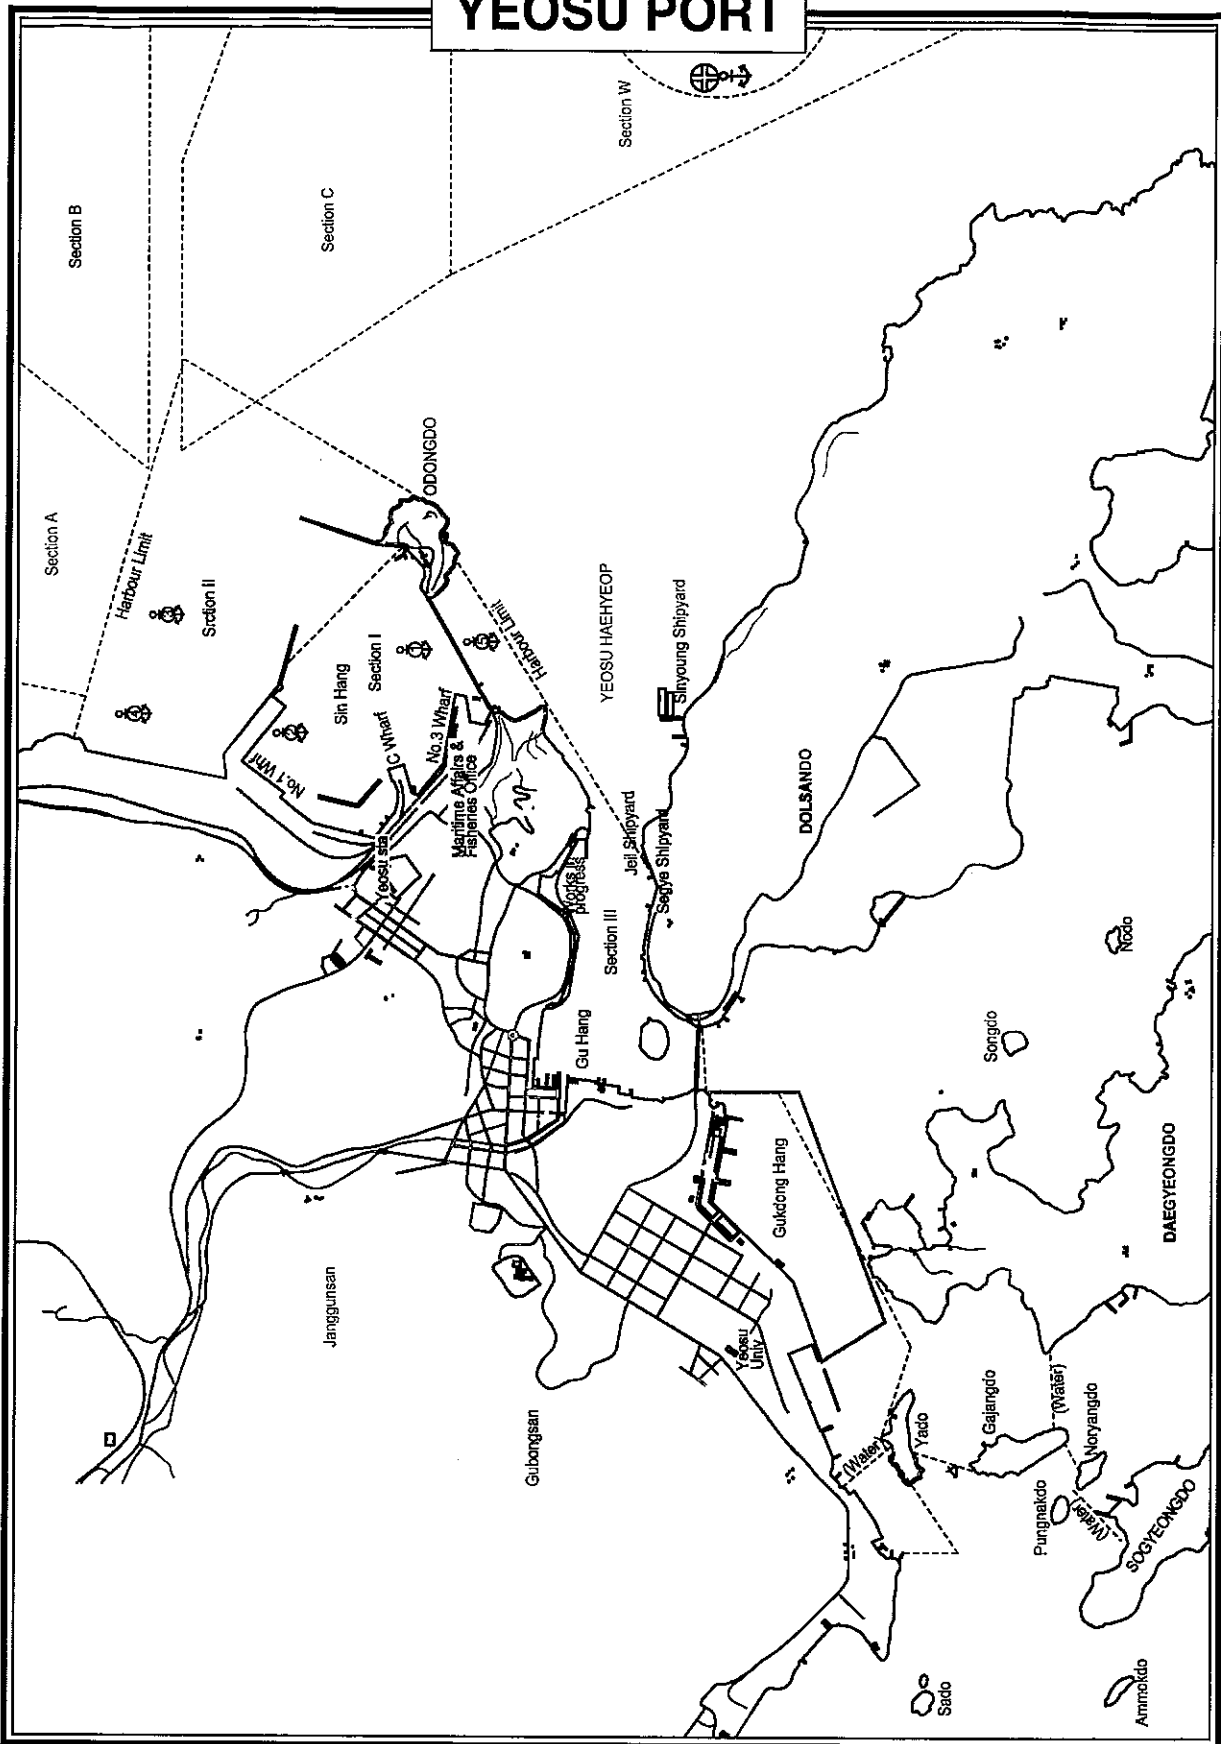 YEOSU PORT
Section B
Section C
Section W
Section A
Harbour Limit
ODONGDO
Srction II
Section I
Sin Hang
Harbour Limit
YEOSU HAEHYEOP
Sinyoung Shipyard
No.1 Whf
C Wharf
No.3 Wharf
Maritime Affairs &
Fisheries Office
Yeosu sta
Works in
progress
Jeil Shipyard
Segye Shipyard
DOLSANDO
Section III
Gu Hang
Nodo
Songdo
Gukdong Hang
DAEGYEONGDO
Janggunsan
Yeosu
Univ
Gubongsan
(Water)
Yado
Gajangdo
(Water)
Noryangdo
Pungnakdo
(Water)
SOGYEONGDO
Sado
Ammokdo